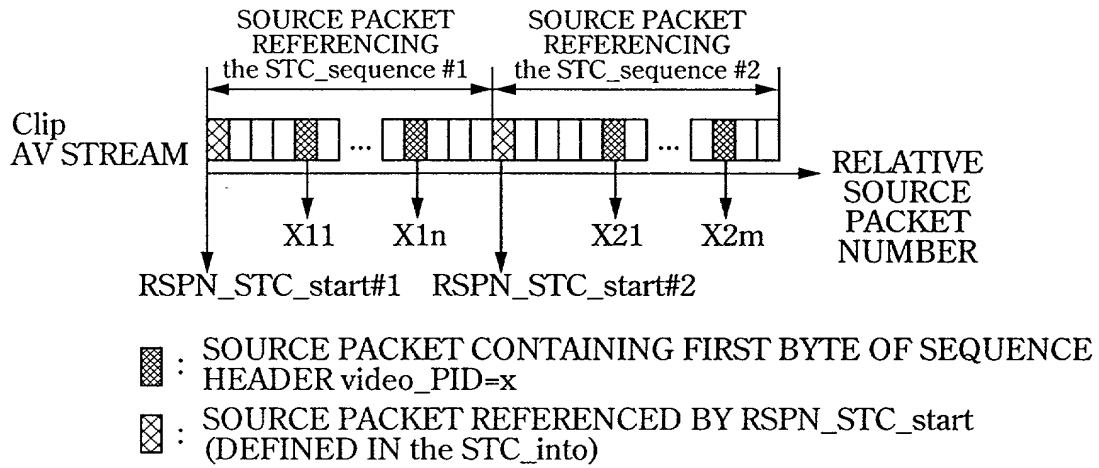 SOURCE PACKET
REFERENCING
the STC_sequence #1
SOURCE PACKET
REFERENCING
the STC_sequence #2
Clip
AV STREAM
...
...
RELATIVE
SOURCE
PACKET
NUMBER
X11
X1n
X21
X2m
RSPN_STC_start#1
RSPN_STC_start#2
: SOURCE PACKET CONTAINING FIRST BYTE OF SEQUENCE
HEADER video_PID=x
: SOURCE PACKET REFERENCED BY RSPN_STC_start
(DEFINED IN the STC_into)